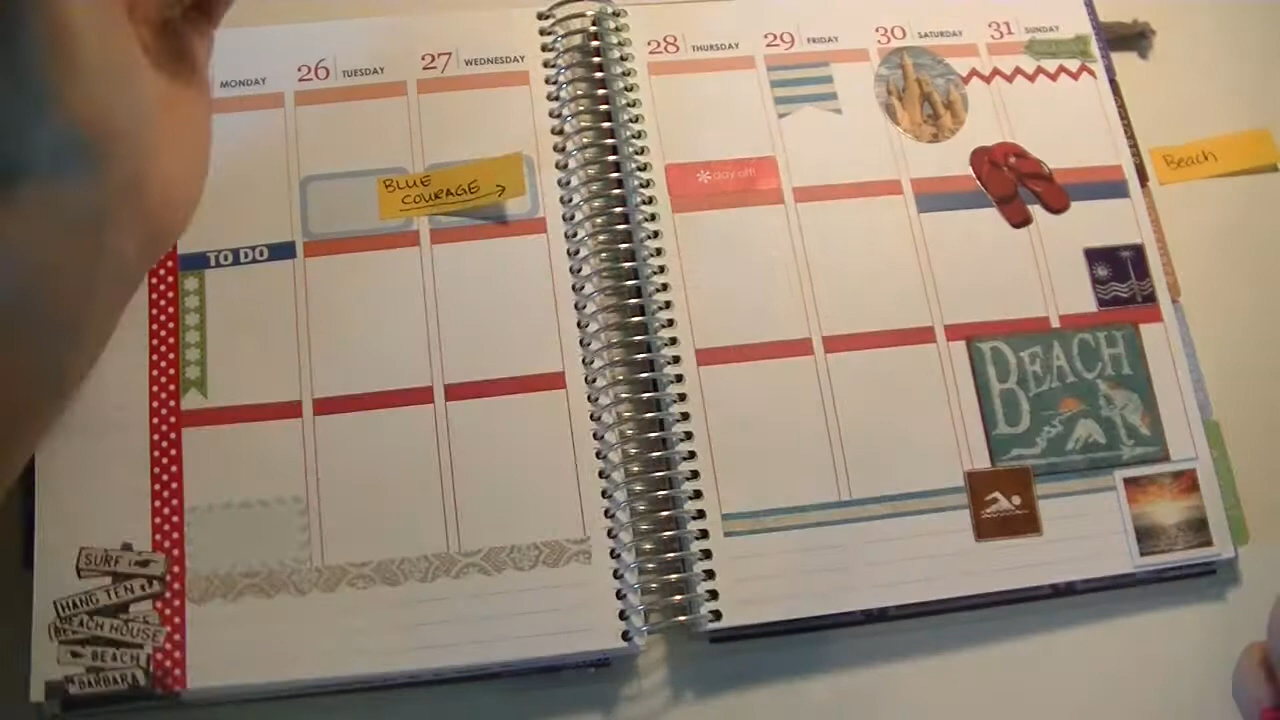 MONDAY
26 TUESDAY
27 WEDNESDAY
28 THURSDAY
29 FRIDAY
30 SATURDAY
31 SUNDAY
BLUE
COURAGE
*day off!
Beach
TO DO
BEACH
SURF
HANG TEN
BEACH HOUSE
BEACH
BARBARA